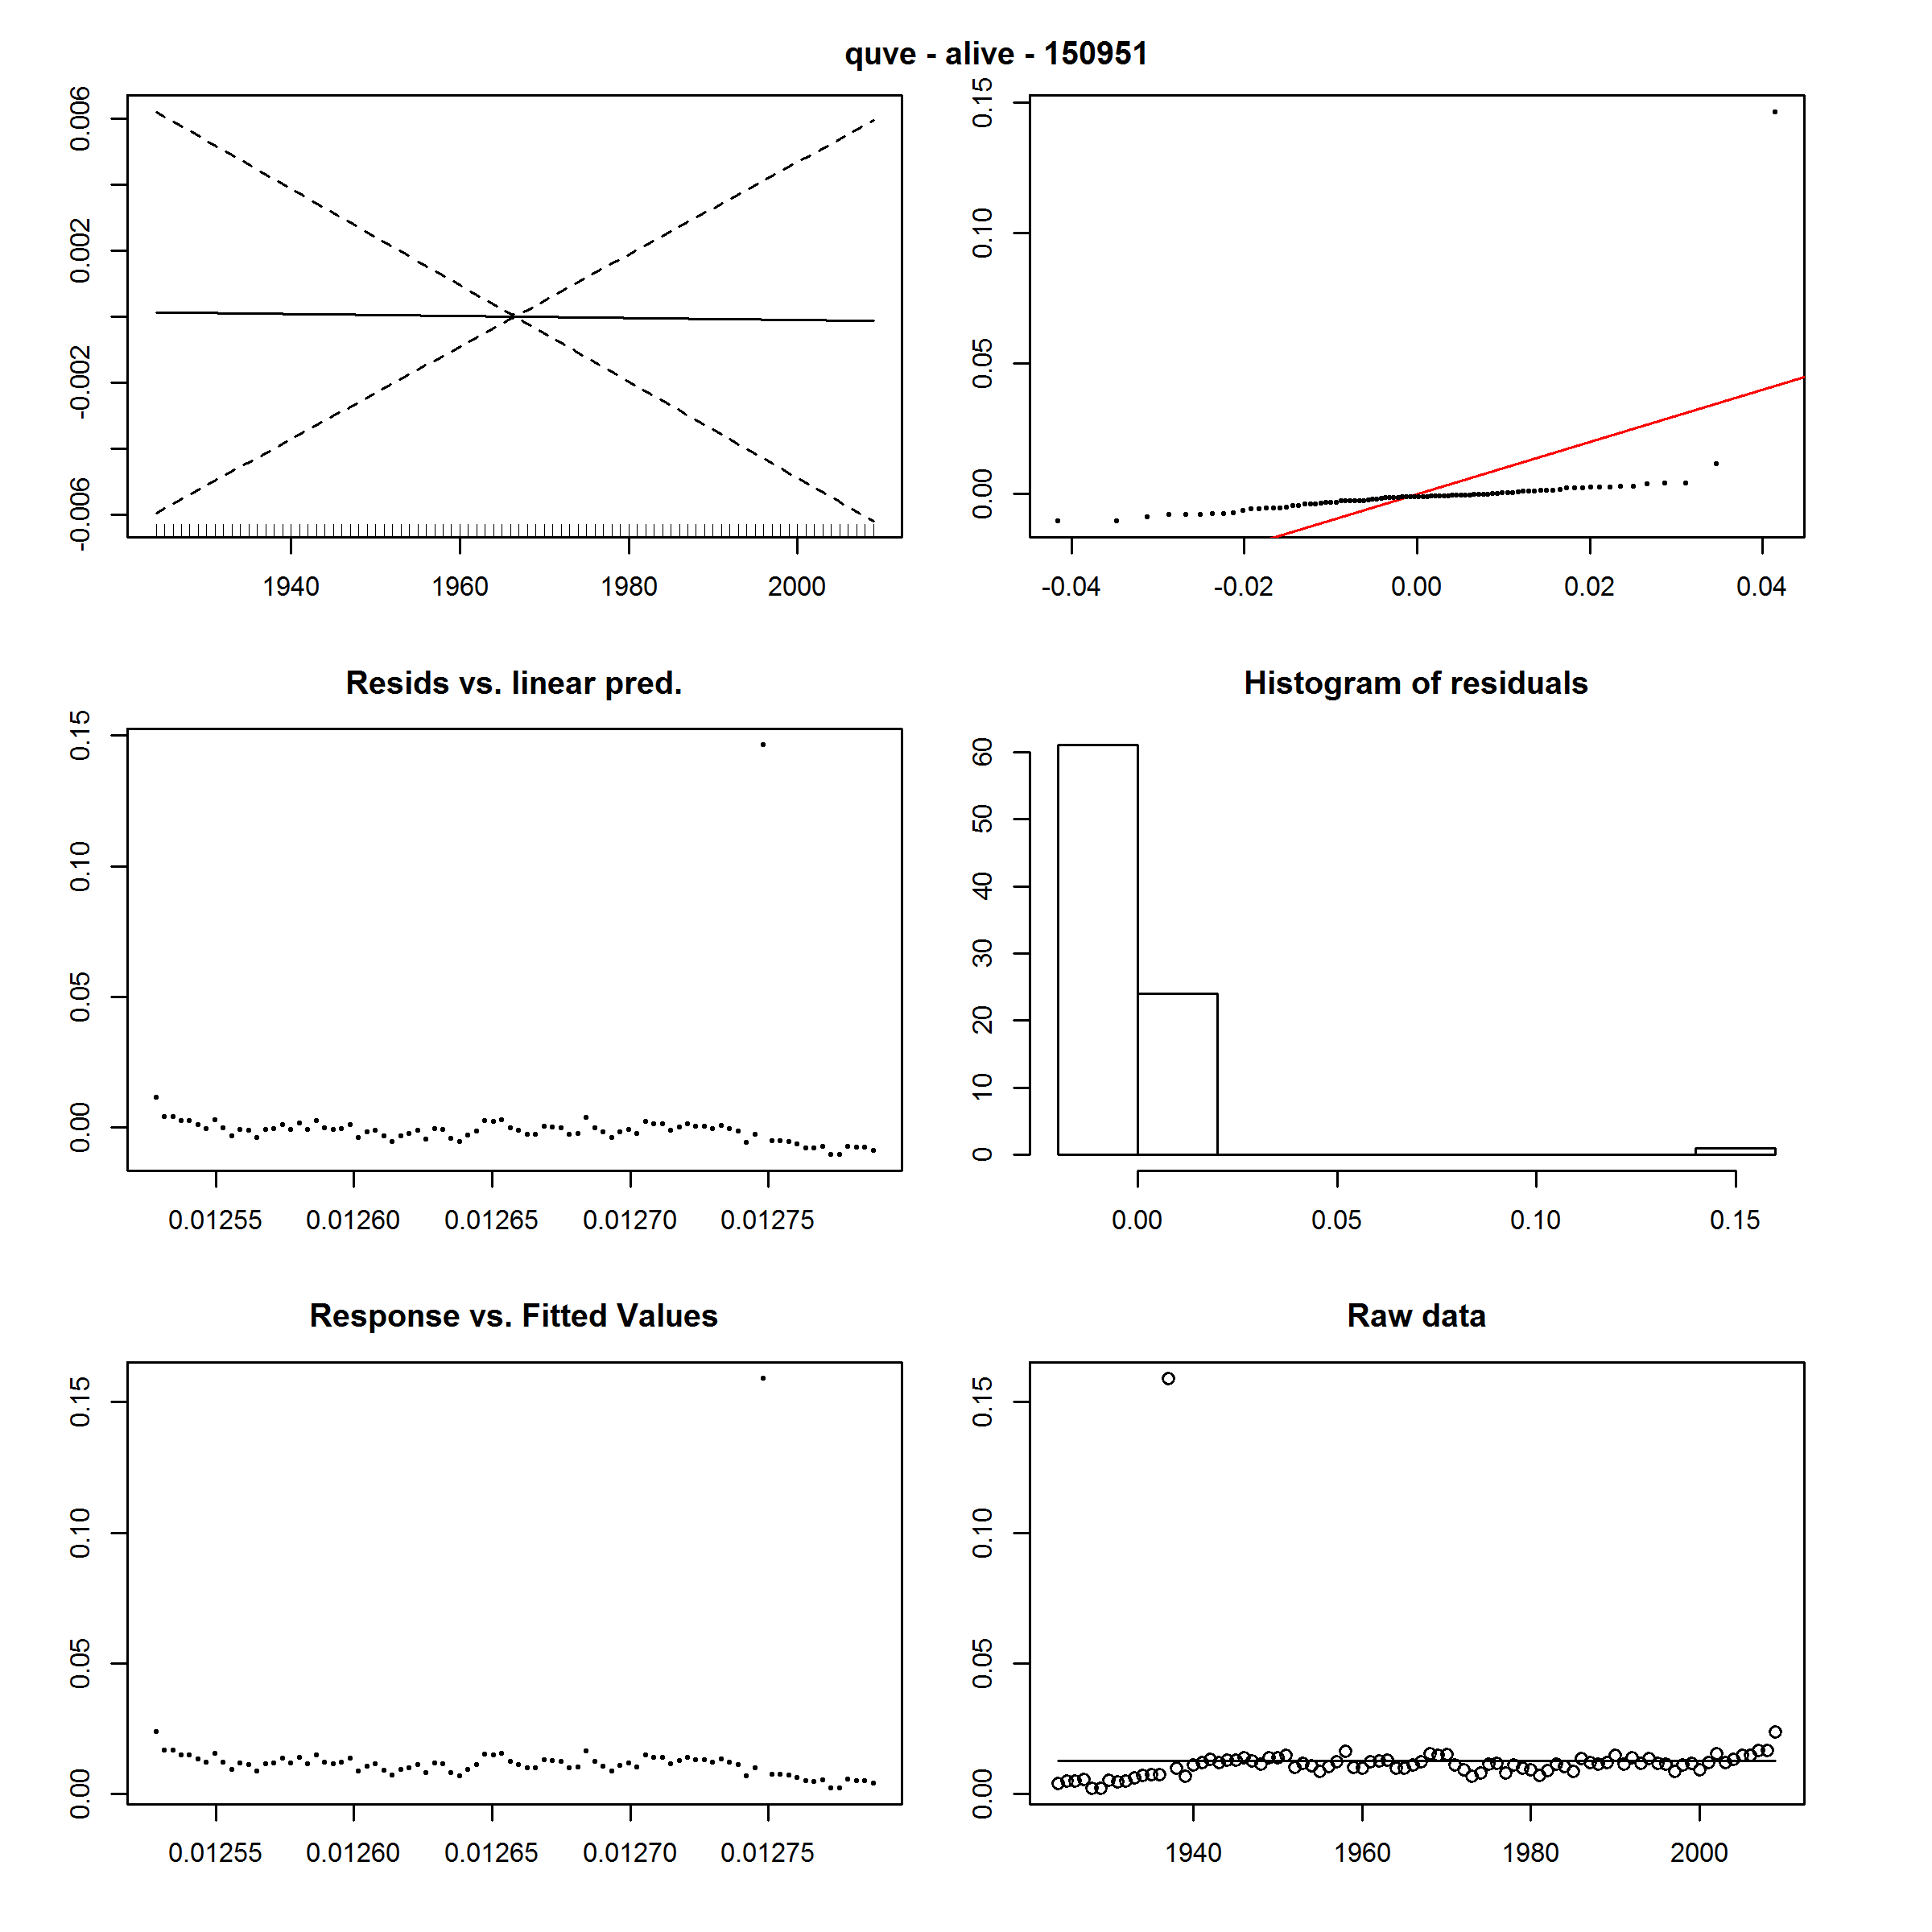 quve - alive - 150951
0.006
0.002
-0.002
-0.006
1940 1960 1980 2000
0.15
0.10
0.05
0.00
-0.04 -0.02 0.00 0.02 0.04
Resids vs. linear pred.
0.15
0.10
0.05
0.00
0.01255 0.01260 0.01265 0.01270 0.01275
Histogram of residuals
60
50
40
30
20
10
0
0.00 0.05 0.10 0.15
Response vs. Fitted Values
0.15
0.10
0.05
0.00
0.01255 0.01260 0.01265 0.01270 0.01275
Raw data
0.15
0.10
0.05
0.00
1940 1960 1980 2000